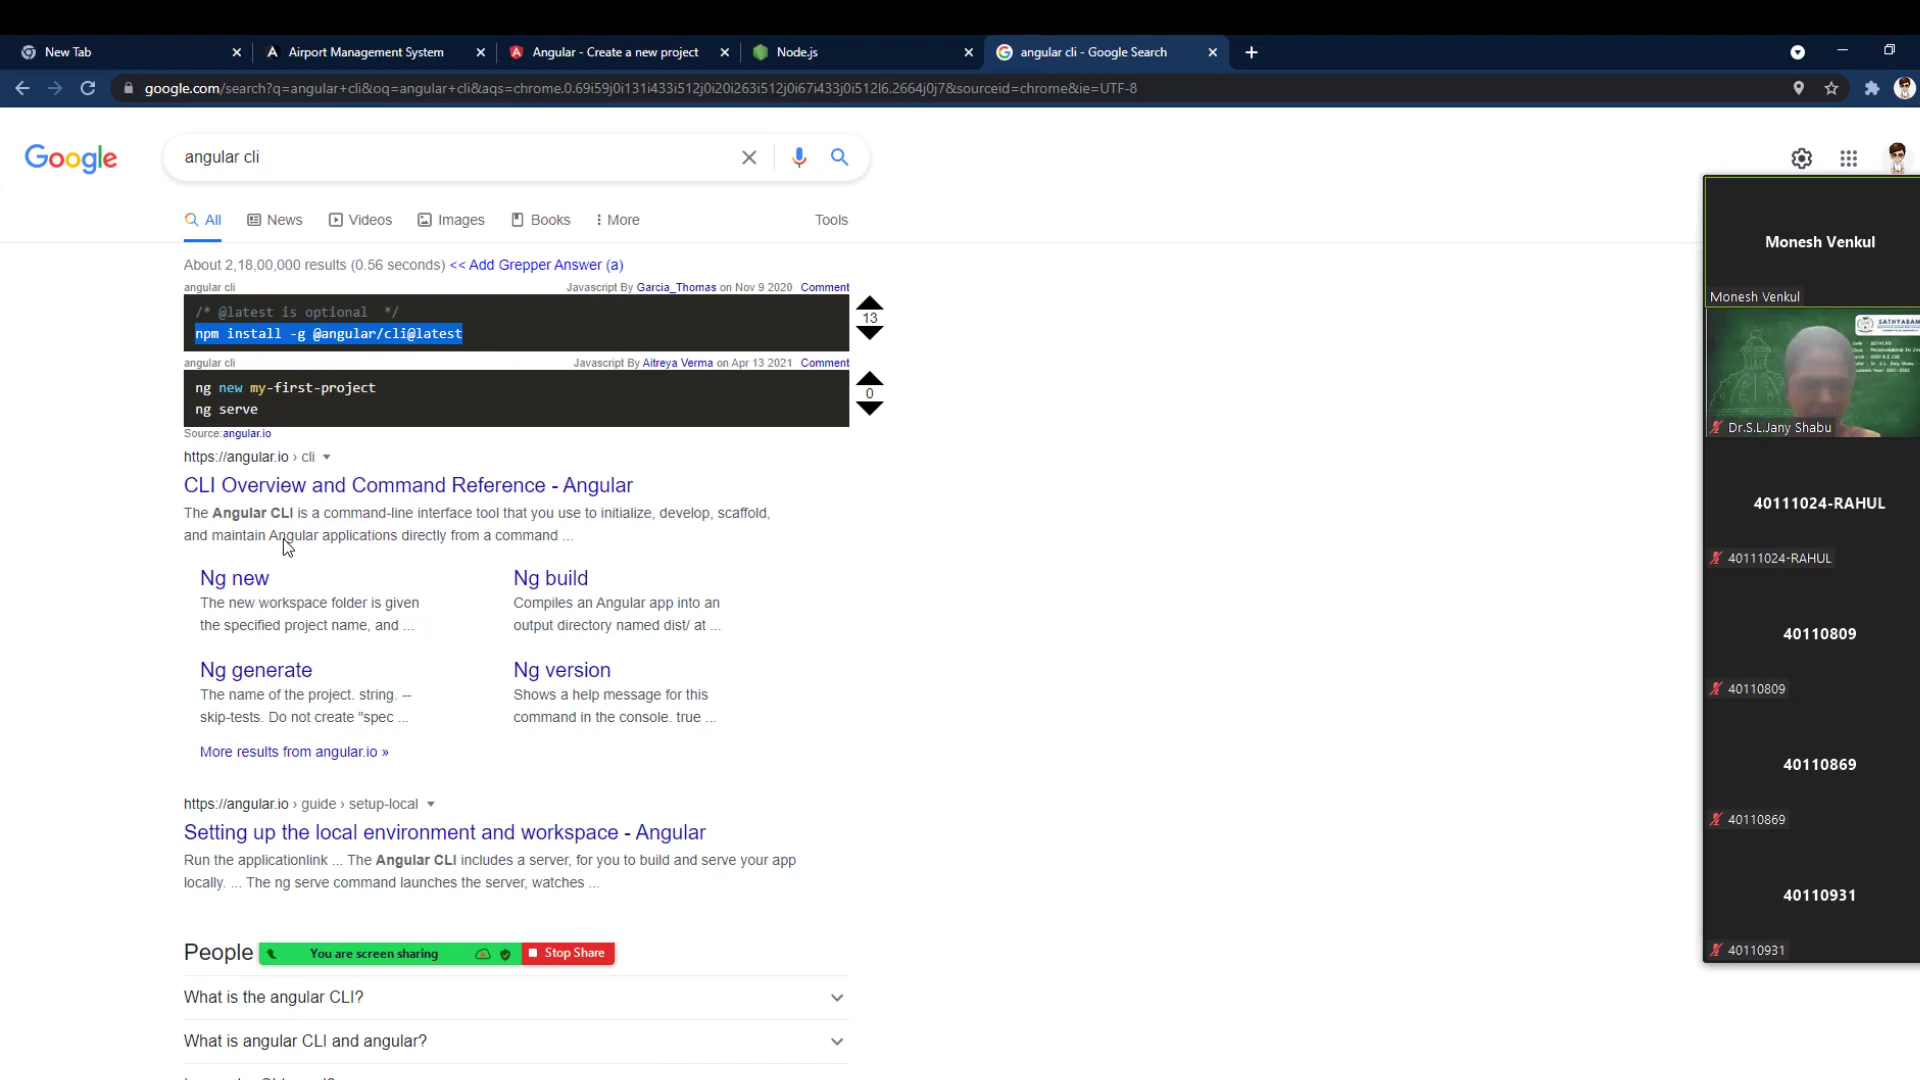 New Tab
Airport Management System
Angular - Create a new project
Node.js
angular cli - Google Search
google.com/search?q=angular+cli&oq=angular+cli&aqs=chrome.0.69i59j0i131i433i512j0i20i263i512j0i67i433j0i512l6.2664j0j7&sourceid=chrome&ie=UTF-8
Google
angular cli
All
News
Videos
Images
Books
More
Tools
About 2,18,00,000 results (0.56 seconds) << Add Grepper Answer (a)
angular cli
Javascript By Garcia_Thomas on Nov 9 2020 Comment
/* @latest is optional */
npm install -g @angular/cli@latest
13
angular cli
Javascript By Aitreya Verma on Apr 13 2021 Comment
ng new my-first-project
ng serve
0
Source:angular.io
https://angular.io › cli
CLI Overview and Command Reference - Angular
The Angular CLI is a command-line interface tool that you use to initialize, develop, scaffold,
and maintain Angular applications directly from a command ...
Ng new
The new workspace folder is given
the specified project name, and ...
Ng build
Compiles an Angular app into an
output directory named dist/ at ...
Ng generate
The name of the project. string. --
skip-tests. Do not create "spec ...
Ng version
Shows a help message for this
command in the console. true ...
More results from angular.io »
https://angular.io › guide › setup-local
Setting up the local environment and workspace - Angular
Run the applicationlink ... The Angular CLI includes a server, for you to build and serve your app
locally. ... The ng serve command launches the server, watches ...
People
You are screen sharing
Stop Share
What is the angular CLI?
What is angular CLI and angular?
Monesh Venkul
Monesh Venkul
SATHYABAM
Dr.S.L.Jany Shabu
40111024-RAHUL
40111024-RAHUL
40110809
40110809
40110869
40110869
40110931
40110931